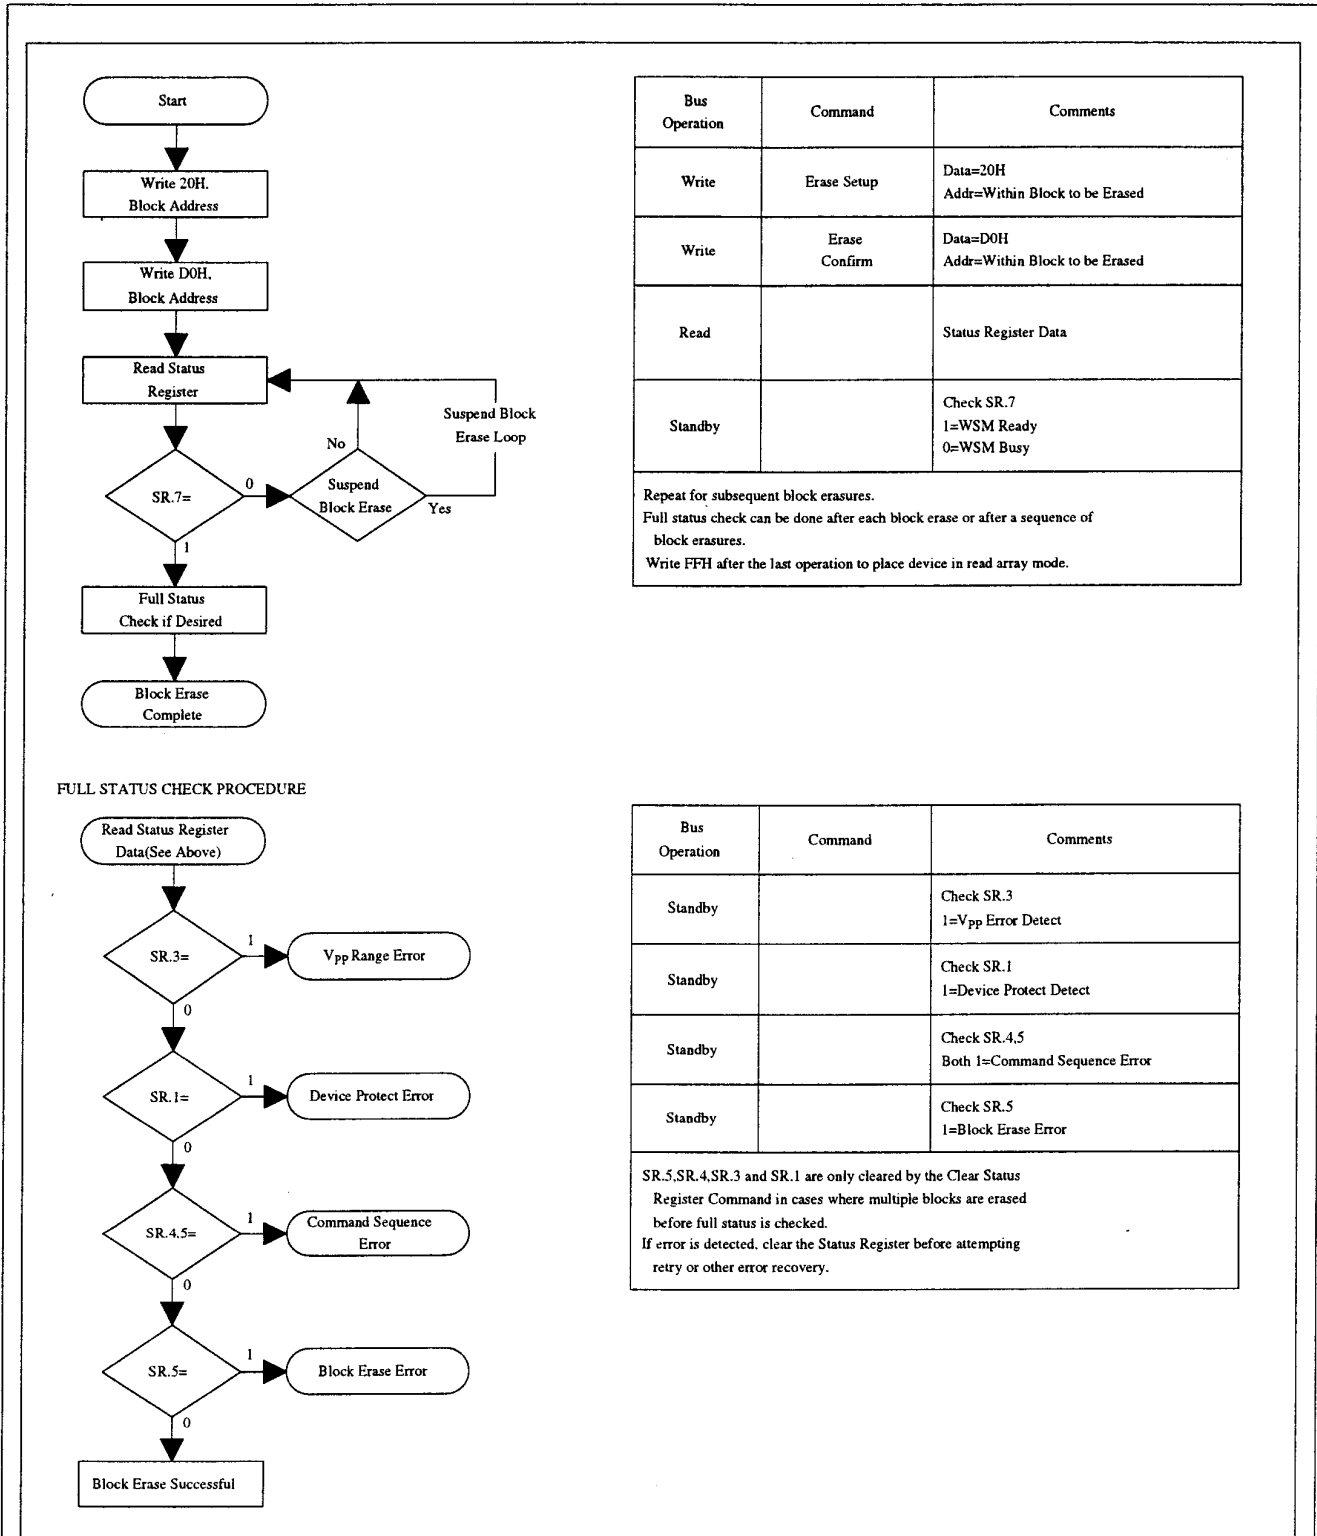 Start
Write 20H.
Block Address
Write D0H,
Block Address
Read Status
Register
Suspend Block
Erase Loop
No
SR.7=
0
Suspend
Block Erase
Yes
1
Full Status
Check if Desired
Block Erase
Complete
Bus
Operation
Command
Comments
Write
Erase Setup
Data=20H
Addr=Within Block to be Erased
Write
Erase
Confirm
Data=D0H
Addr=Within Block to be Erased
Read
Status Register Data
Standby
Check SR.7
1=WSM Ready
0=WSM Busy
Repeat for subsequent block erasures.
Full status check can be done after each block erase or after a sequence of
block erasures.
Write FFH after the last operation to place device in read array mode.
FULL STATUS CHECK PROCEDURE
Read Status Register
Data(See Above)
SR.3=
1
VPP Range Error
0
SR.1=
1
Device Protect Error
0
SR.4,5=
1
Command Sequence
Error
0
SR.5=
1
Block Erase Error
0
Block Erase Successful
Bus
Operation
Command
Comments
Standby
Check SR.3
1=VPP Error Detect
Standby
Check SR.1
1=Device Protect Detect
Standby
Check SR.4,5
Both 1=Command Sequence Error
Standby
Check SR.5
1=Block Erase Error
SR.5,SR.4,SR.3 and SR.1 are only cleared by the Clear Status
Register Command in cases where multiple blocks are erased
before full status is checked.
If error is detected, clear the Status Register before attempting
retry or other error recovery.